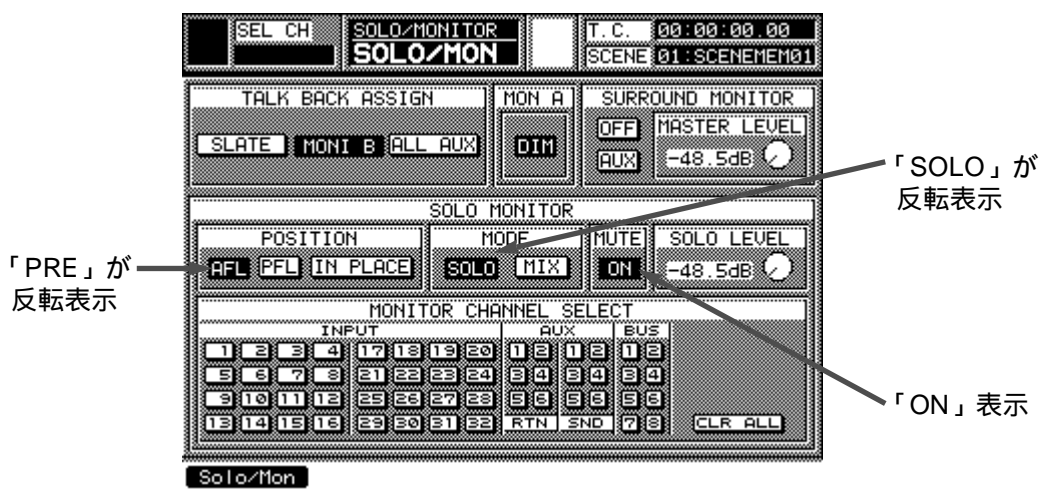 SEL CH
SOLO/MONITOR
SOLO/MON
T.C. 00:00:00.00
SCENE 01:SCENEMEM01
TALK BACK ASSIGN
SLATE MONI B ALL AUX
MON A
DIM
SURROUND MONITOR
OFF
AUX
MASTER LEVEL
-48.5dB
「SOLO」が
反転表示
SOLO MONITOR
POSITION
AFL PFL IN PLACE
MODE
SOLO MIX
MUTE
ON
SOLO LEVEL
-48.5dB
「PRE」が
反転表示
MONITOR CHANNEL SELECT
INPUT AUX BUS
1 2 3 4 17 18 19 20 1 2 1 2 1 2
5 6 7 8 21 22 23 24 3 4 3 4 3 4
9 10 11 12 25 26 27 28 5 6 5 6 5 6
13 14 15 16 29 30 31 32 RTN SND 7 8 CLR ALL
「ON」表示
Solo/Mon